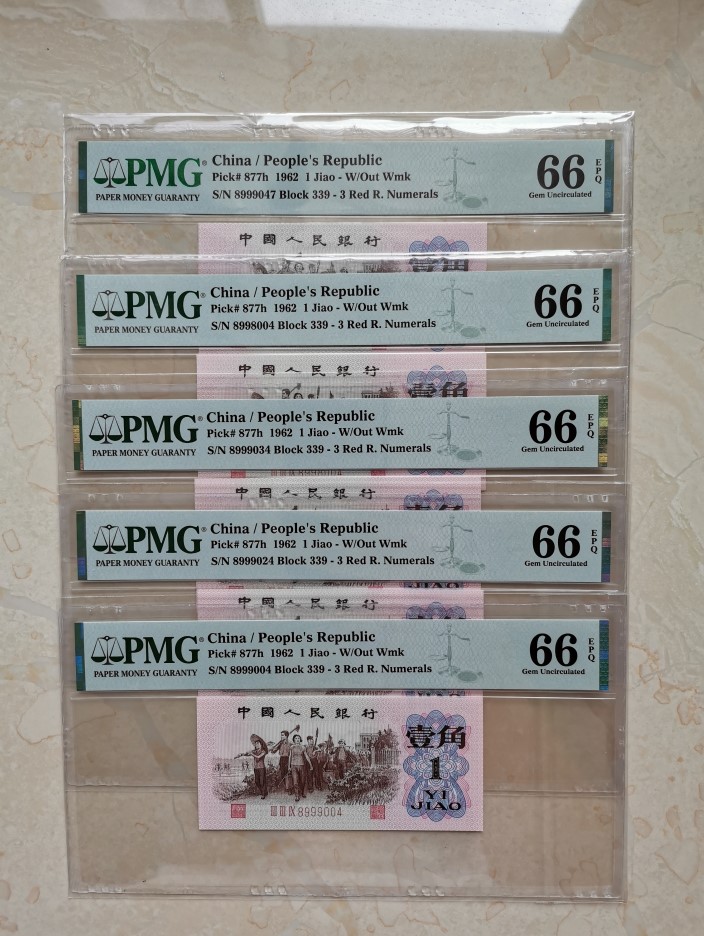 PMG®
PAPER MONEY GUARANTY
China / People's Republic
Pick# 877h 1962 1 Jiao - W/Out Wmk
S/N 8999047 Block 339 - 3 Red R. Numerals
66 EPQ
Gem Uncirculated
中國人民銀行
壹角
PMG®
PAPER MONEY GUARANTY
China / People's Republic
Pick# 877h 1962 1 Jiao - W/Out Wmk
S/N 8998004 Block 339 - 3 Red R. Numerals
66 EPQ
Gem Uncirculated
中國人民銀行
壹角
PMG®
PAPER MONEY GUARANTY
China / People's Republic
Pick# 877h 1962 1 Jiao - W/Out Wmk
S/N 8999034 Block 339 - 3 Red R. Numerals
66 EPQ
Gem Uncirculated
中國人民銀行
PMG®
PAPER MONEY GUARANTY
China / People's Republic
Pick# 877h 1962 1 Jiao - W/Out Wmk
S/N 8999024 Block 339 - 3 Red R. Numerals
66 EPQ
Gem Uncirculated
JIAO
中國人民銀行
PMG®
PAPER MONEY GUARANTY
China / People's Republic
Pick# 877h 1962 1 Jiao - W/Out Wmk
S/N 8999004 Block 339 - 3 Red R. Numerals
66 EPQ
Gem Uncirculated
中國人民銀行
壹角
1
YI
JIAO
III III IX 8999004